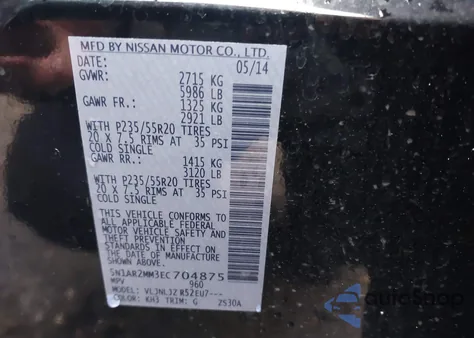 MFD BY NISSAN MOTOR CO., LTD.
DATE: 05/14
GVWR: 2715 KG
5986 LB
GAWR FR.: 1325 KG
2921 LB
WITH P235/55R20 TIRES
20 X 7.5 RIMS AT 35 PSI
COLD SINGLE
GAWR RR.: 1415 KG
3120 LB
WITH P235/55R20 TIRES
20 X 7.5 RIMS AT 35 PSI
COLD SINGLE
THIS VEHICLE CONFORMS TO
ALL APPLICABLE FEDERAL
MOTOR VEHICLE SAFETY
AND THEFT PREVENTION
STANDARDS IN EFFECT ON
THE DATE OF MANUFACTURE
SHOWN ABOVE.
5N1AR2MM3EC704875
MPV 960
MODEL:
COLOR: KH3 TRIM: G 2530A
AutoShop